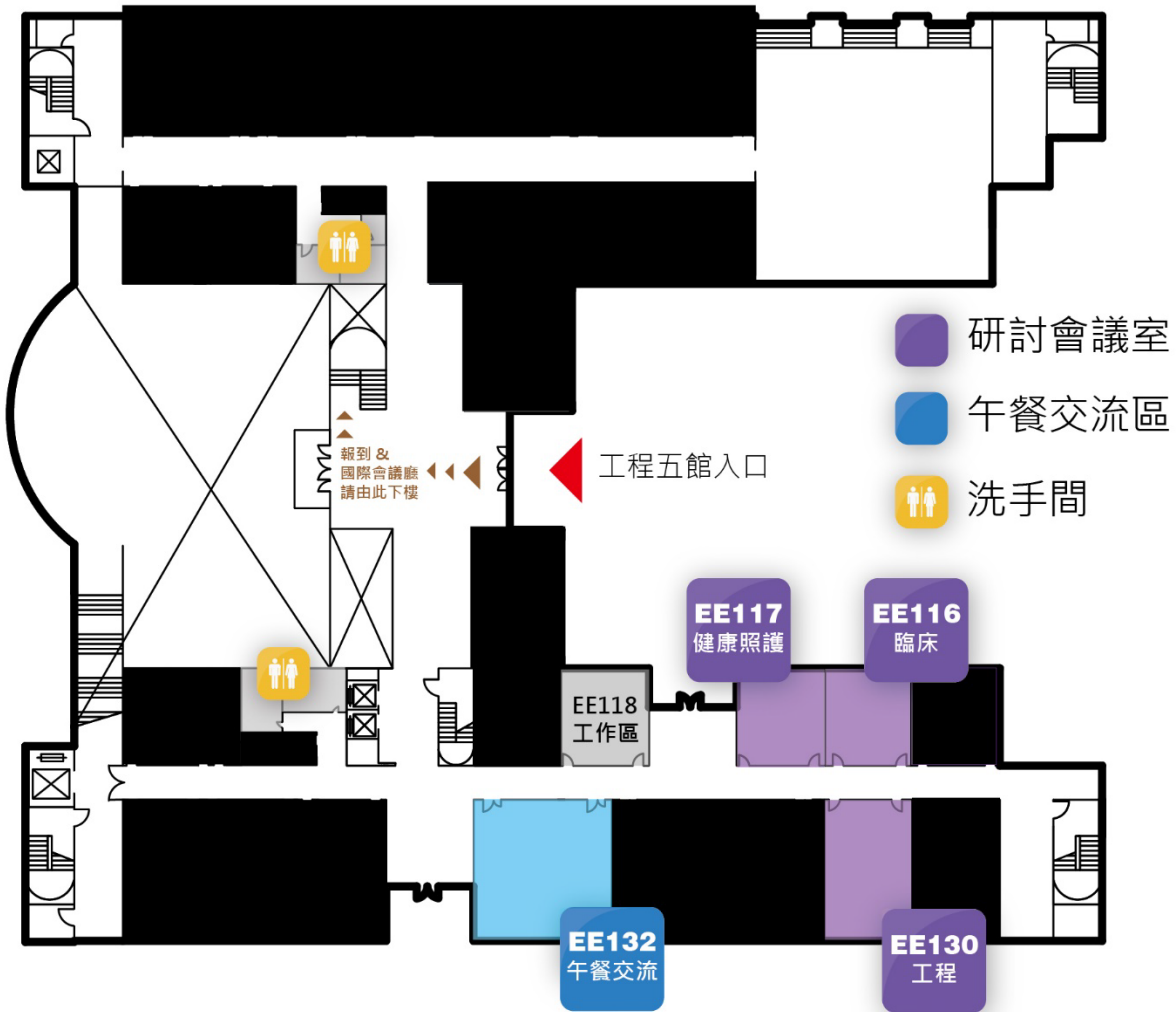 研討會議室
午餐交流區
報到 &
國際會議廳
請由此下樓
工程五館入口
洗手間
EE117
健康照護
EE116
臨床
EE118
工作區
EE132
午餐交流
EE130
工程